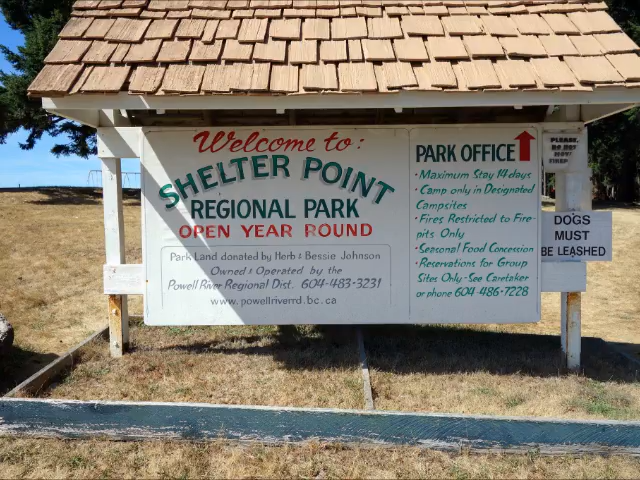 Welcome to:
SHELTER POINT
REGIONAL PARK
OPEN YEAR ROUND
Park Land donated by Herb & Bessie Johnson
Owned & Operated by the
Powell River Regional Dist. 604-483-3231
www.powellriverrd.bc.ca
PARK OFFICE
• Maximum Stay 14 days
• Camp only in Designated
Campsites
• Fires Restricted to Fire-
pits Only
• Seasonal Food Concession
• Reservations for Group
Sites Only - See Caretaker
or phone 604-486-7228
PLEASE
DO NOT
DOGS
MUST
BE LEASHED